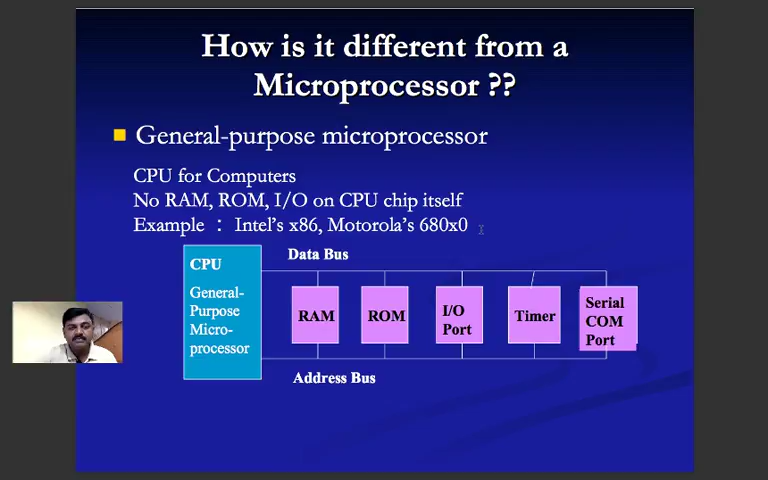 How is it different from a
Microprocessor ??
General-purpose microprocessor
CPU for Computers
No RAM, ROM, I/O on CPU chip itself
Example : Intel's x86, Motorola's 680x0
Data Bus
CPU
General-
Purpose
Micro-
processor
RAM
ROM
I/O
Port
Timer
Serial
COM
Port
Address Bus